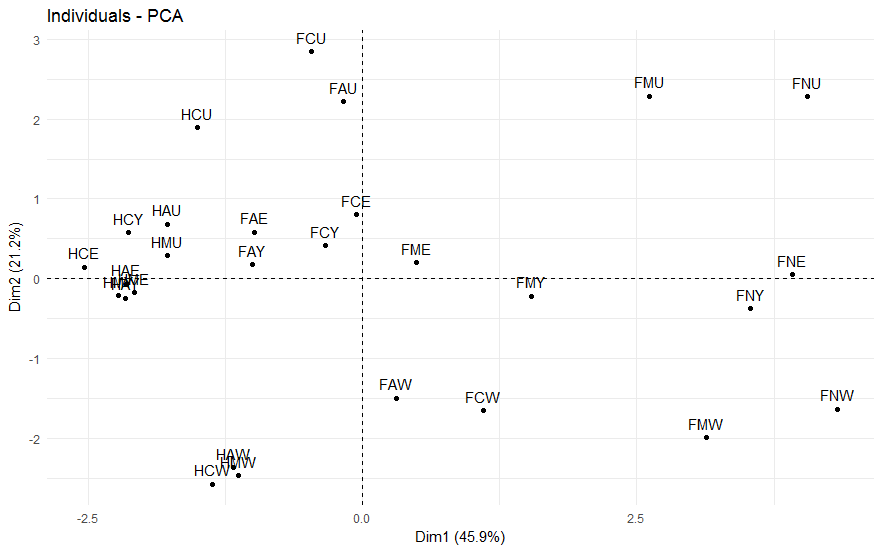 Individuals - PCA
3
2
1
0
-1
-2
Dim2 (21.2%)
FCU
FAU
FMU
FNU
HCU
FCE
HAU
HCY
FAE
FCY
HMU
FAY
FME
HCE
FNE
HAE
FMY
FNY
FAW
FCW
FNW
FMW
HAW
HMW
HCW
-2.5
0.0
2.5
Dim1 (45.9%)